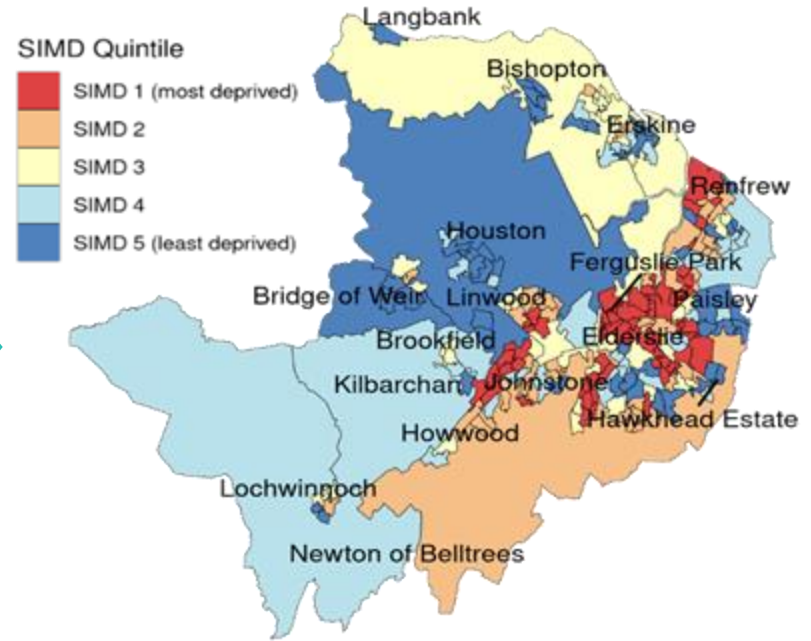 Langbank
SIMD Quintile
SIMD 1 (most deprived)
SIMD 2
SIMD 3
SIMD 4
SIMD 5 (least deprived)
Bishopton
Erskine
Renfrew
Houston
Ferguslie Park
Bridge of Weir
Linwood
Paisley
Brookfield
Elderslie
Kilbarchan
Johnstone
Hawkhead Estate
Howwood
Lochwinnoch
Newton of Belltrees